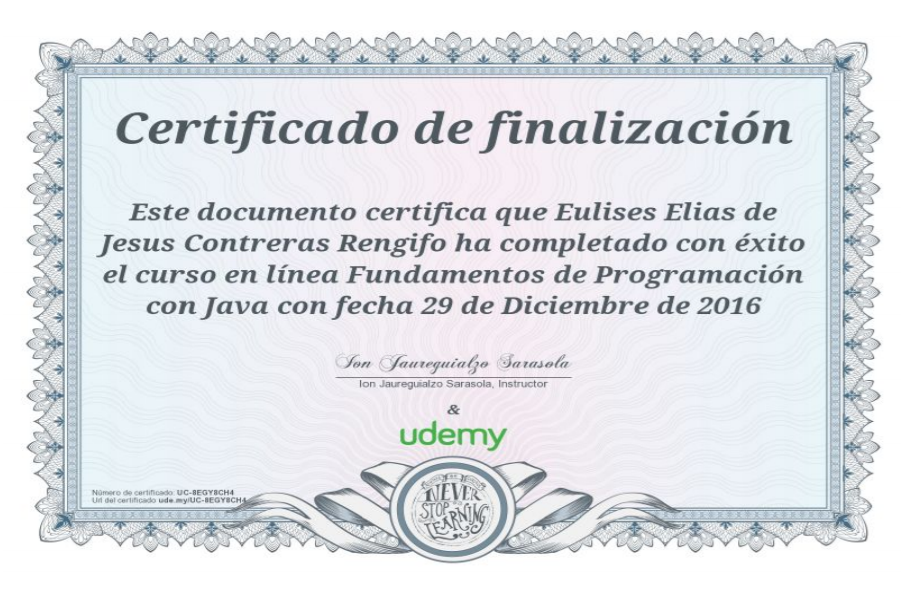 Certificado de finalización
Este documento certifica que Eulises Elias de
Jesus Contreras Rengifo ha completado con éxito
el curso en línea Fundamentos de Programación
con Java con fecha 29 de Diciembre de 2016
Ion Jaureguialzo Sarasola
Ion Jaureguialzo Sarasola, Instructor
&
udemy
Número de certificado: UC-8EGY8CH4
Url del certificado ude.my/UC-8EGY8CH4
NEVER
STOP
LEARNING